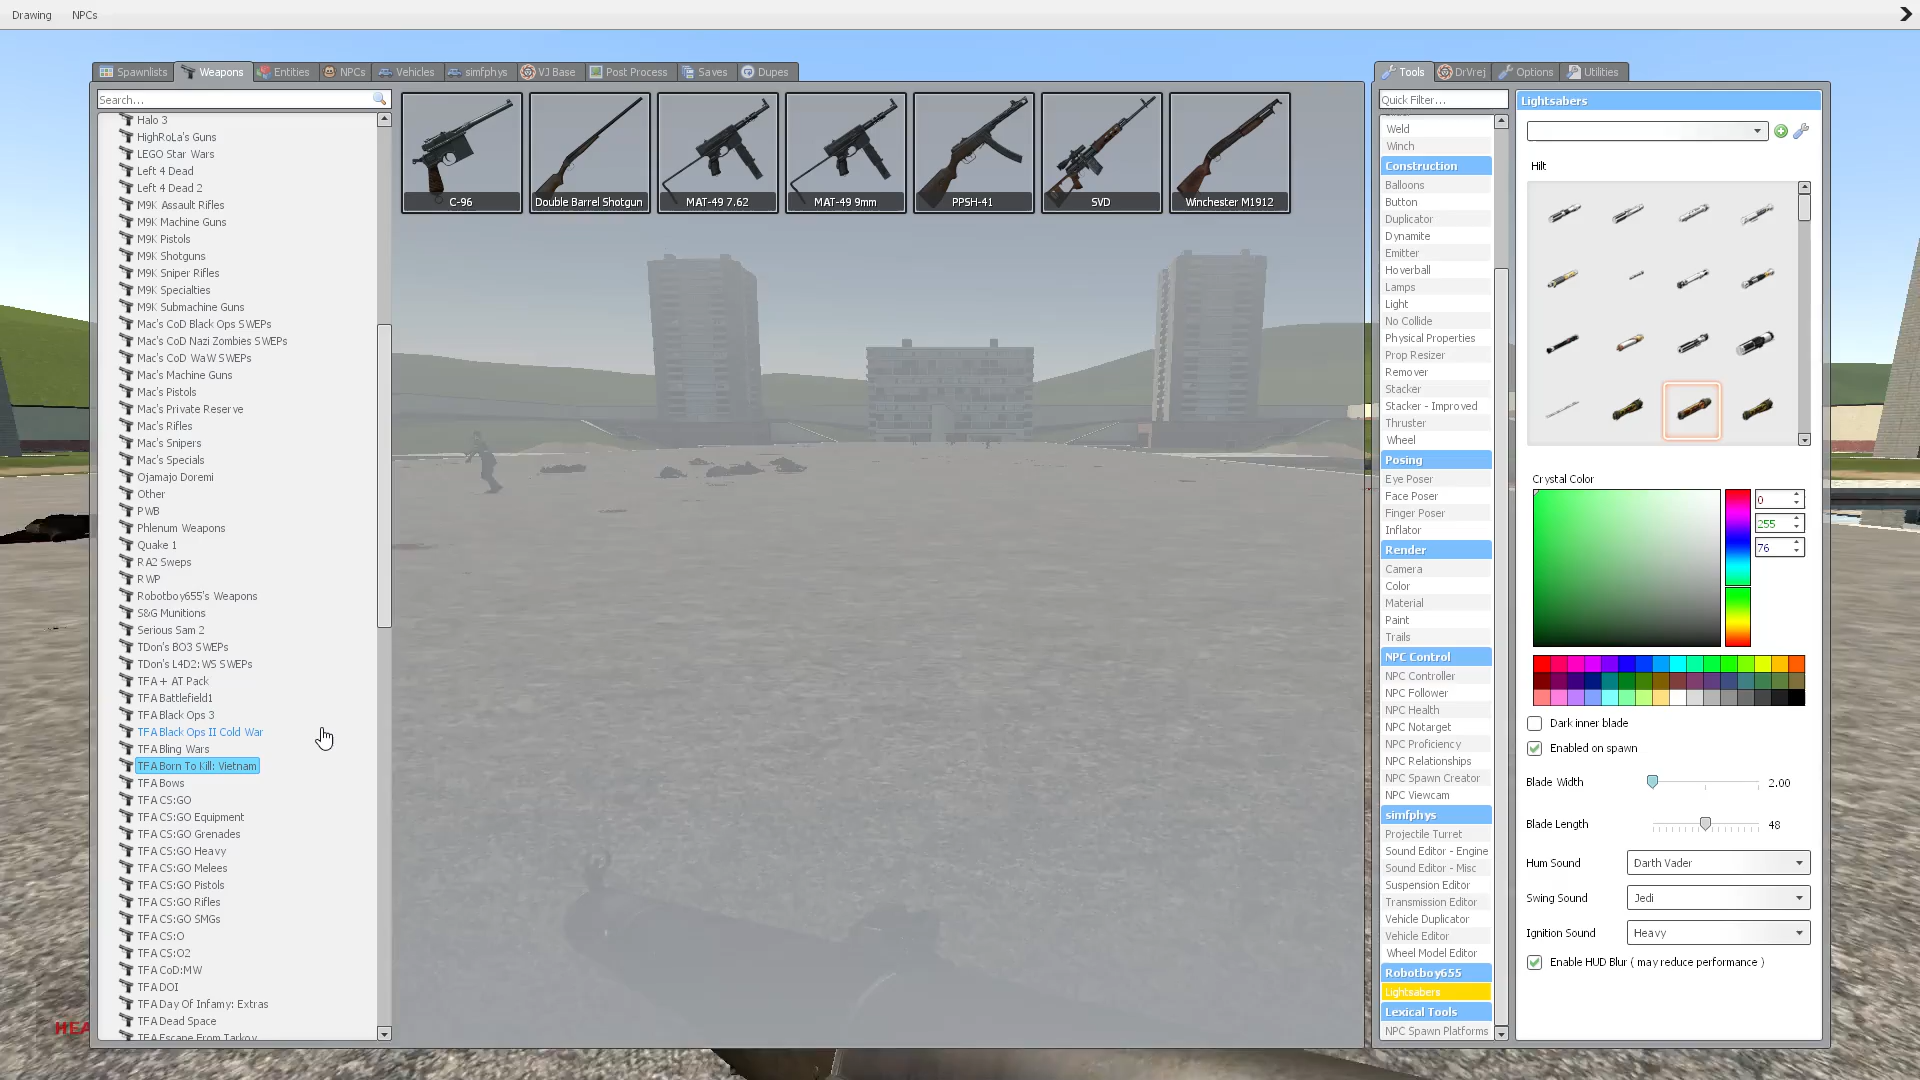 Drawing NPCs
Spawnlists Weapons Entities NPCs Vehicles simfphys VJ Base Post Process Saves Dupes
Search...
Halo 3
HighRoLa's Guns
LEGO Star Wars
Left 4 Dead
Left 4 Dead 2
M9K Assault Rifles
M9K Machine Guns
M9K Pistols
M9K Shotguns
M9K Sniper Rifles
M9K Specialties
M9K Submachine Guns
Mac's CoD Black Ops SWEPs
Mac's CoD Nazi Zombies SWEPs
Mac's CoD WaW SWEPs
Mac's Machine Guns
Mac's Pistols
Mac's Private Reserve
Mac's Rifles
Mac's Snipers
Mac's Specials
Ojamajo Doremi
Other
PWB
Phlenum Weapons
Quake 1
RA2 Sweps
RWP
Robotboy655's Weapons
S&G Munitions
Serious Sam 2
TDon's BO3 SWEPs
TDon's L4D2: WS SWEPs
TFA + AT Pack
TFA Battlefield1
TFA Black Ops 3
TFA Black Ops II Cold War
TFA Bling Wars
TFA Born To Kill: Vietnam
TFA Bows
TFA CS:GO
TFA CS:GO Equipment
TFA CS:GO Grenades
TFA CS:GO Heavy
TFA CS:GO Melees
TFA CS:GO Pistols
TFA CS:GO Rifles
TFA CS:GO SMGs
TFA CS:O
TFA CS:O2
TFA CoD:MW
TFA DOI
TFA Day Of Infamy: Extras
TFA Dead Space
TFA Escape From Tarkov
HEA
C-96
Double Barrel Shotgun
MAT-49 7.62
MAT-49 9mm
PPSH-41
SVD
Winchester M1912
Tools DrVrej Options Utilities
Quick Filter...
Weld
Winch
Construction
Balloons
Button
Duplicator
Dynamite
Emitter
Hoverball
Lamps
Light
No Collide
Physical Properties
Prop Resizer
Remover
Stacker
Stacker - Improved
Thruster
Wheel
Posing
Eye Poser
Face Poser
Finger Poser
Inflator
Render
Camera
Color
Material
Paint
Trails
NPC Control
NPC Controller
NPC Follower
NPC Health
NPC Notarget
NPC Proficiency
NPC Relationships
NPC Spawn Creator
NPC Viewcam
simfphys
Projectile Turret
Sound Editor - Engine
Sound Editor - Misc
Suspension Editor
Transmission Editor
Vehicle Duplicator
Vehicle Editor
Wheel Model Editor
Robotboy655
Lightsabers
Lexical Tools
NPC Spawn Platforms
Lightsabers
Hilt
Crystal Color
0
255
76
Dark inner blade
Enabled on spawn
Blade Width 2.00
Blade Length 48
Hum Sound Darth Vader
Swing Sound Jedi
Ignition Sound Heavy
Enable HUD Blur ( may reduce performance )